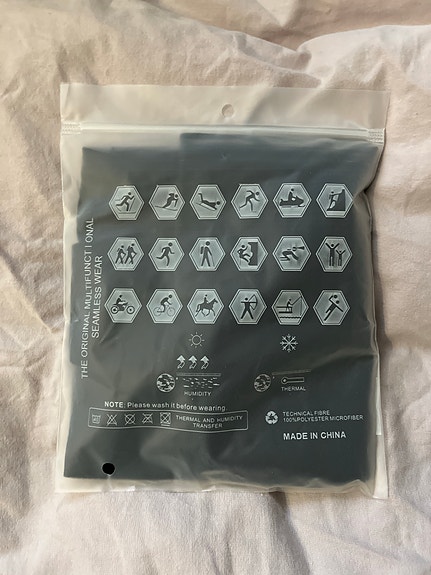 THE ORIGINAL MULTIFUNCTIONAL
SEAMLESS WEAR
HUMIDITY
THERMAL
NOTE: Please wash it before wearing
THERMAL AND HUMIDITY
TRANSFER
TECHNICAL FIBRE
100%POLYESTER MICROFIBER
MADE IN CHINA